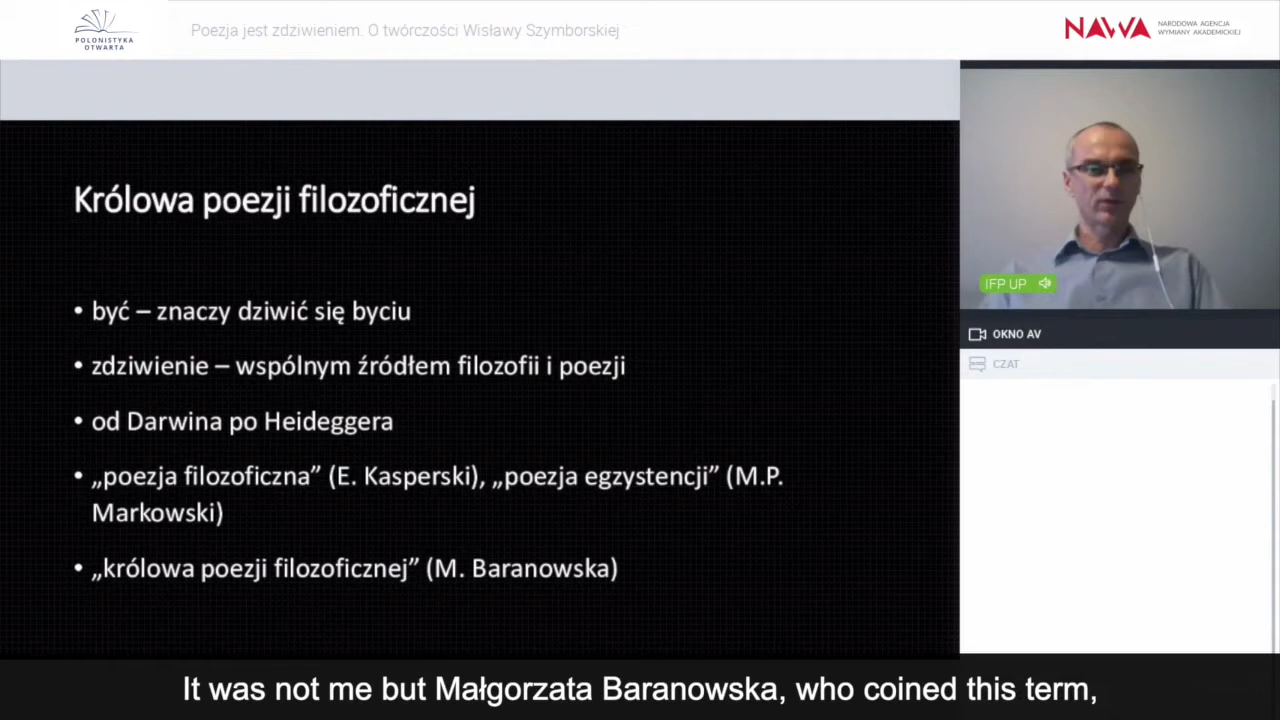 POLONISTYKA
OTWARTA
Poezja jest zdziwieniem. O twórczości Wisławy Szymborskiej
NAWA
NARODOWA AGENCJA
WYMIANY AKADEMICKIEJ
Królowa poezji filozoficznej
• być – znaczy dziwić się byciu
• zdziwienie – wspólnym źródłem filozofii i poezji
• od Darwina po Heideggera
• „poezja filozoficzna” (E. Kasperski), „poezja egzystencji” (M.P.
Markowski)
• „królowa poezji filozoficznej” (M. Baranowska)
IFP UP
OKNO AV
CZAT
It was not me but Małgorzata Baranowska, who coined this term,